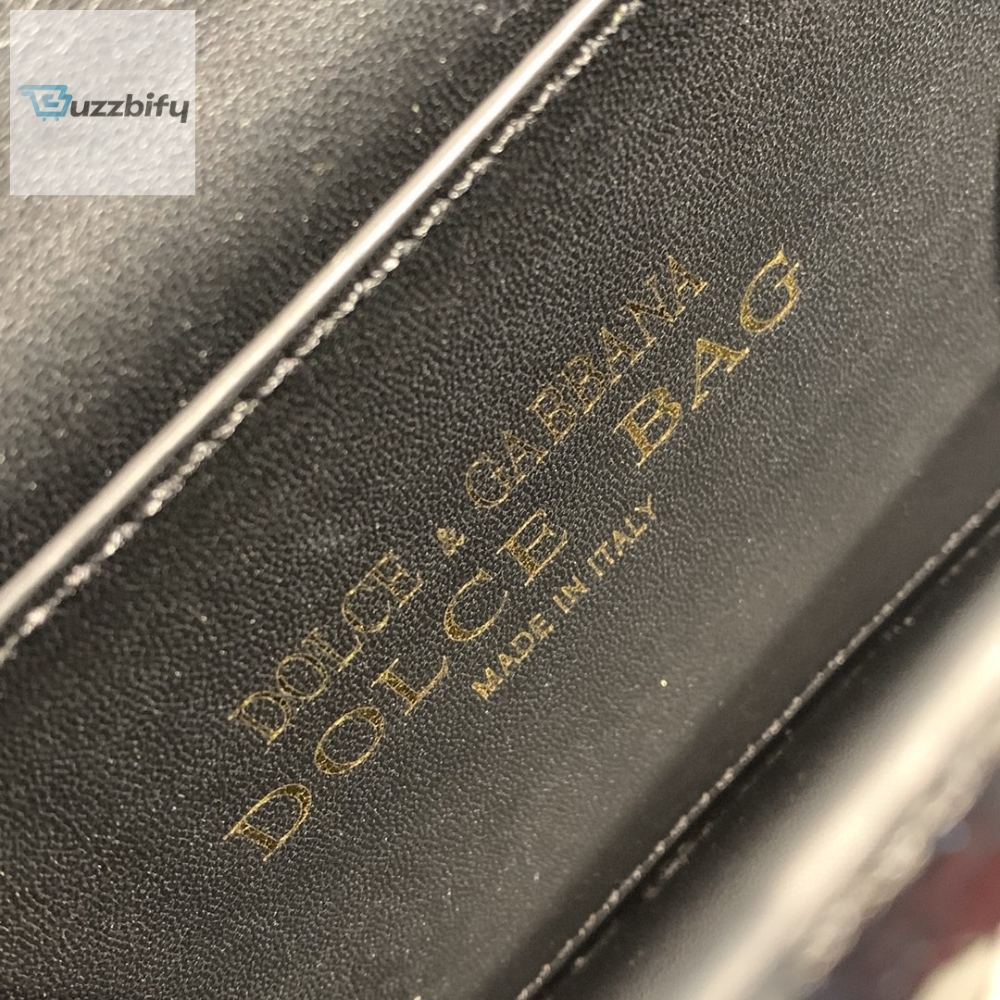 Buzzbify
DOLCE & GABBANA
DOLCE BAG
MADE IN ITALY